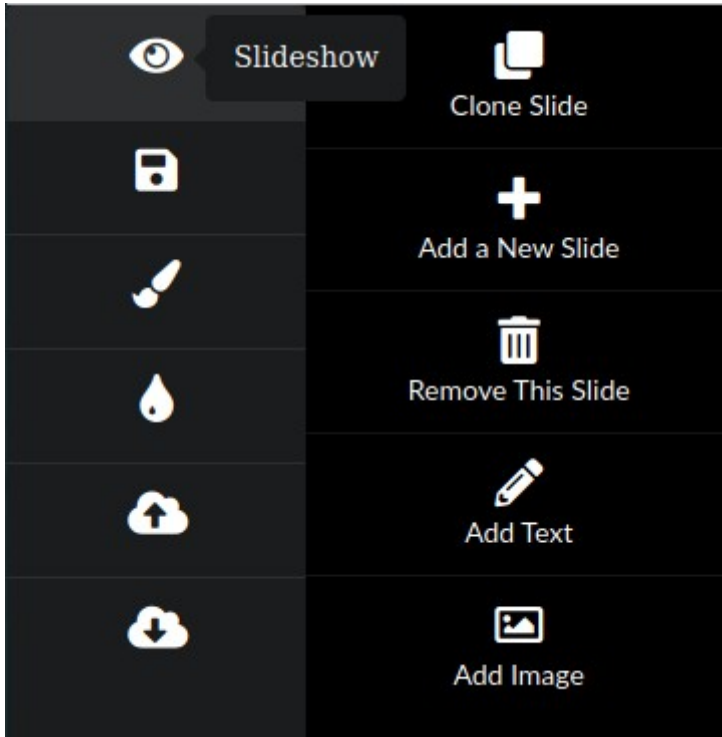 Slideshow
Clone Slide
Add a New Slide
Remove This Slide
Add Text
Add Image